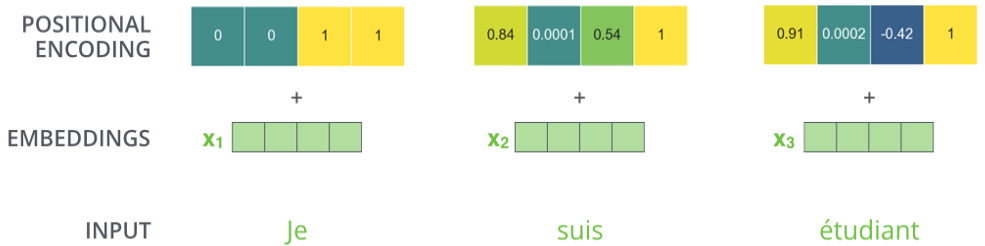 POSITIONAL ENCODING
0 0 1 1
0.84 0.0001 0.54 1
0.91 0.0002 -0.42 1
+ + +
EMBEDDINGS
x1 x2 x3
INPUT
Je suis étudiant